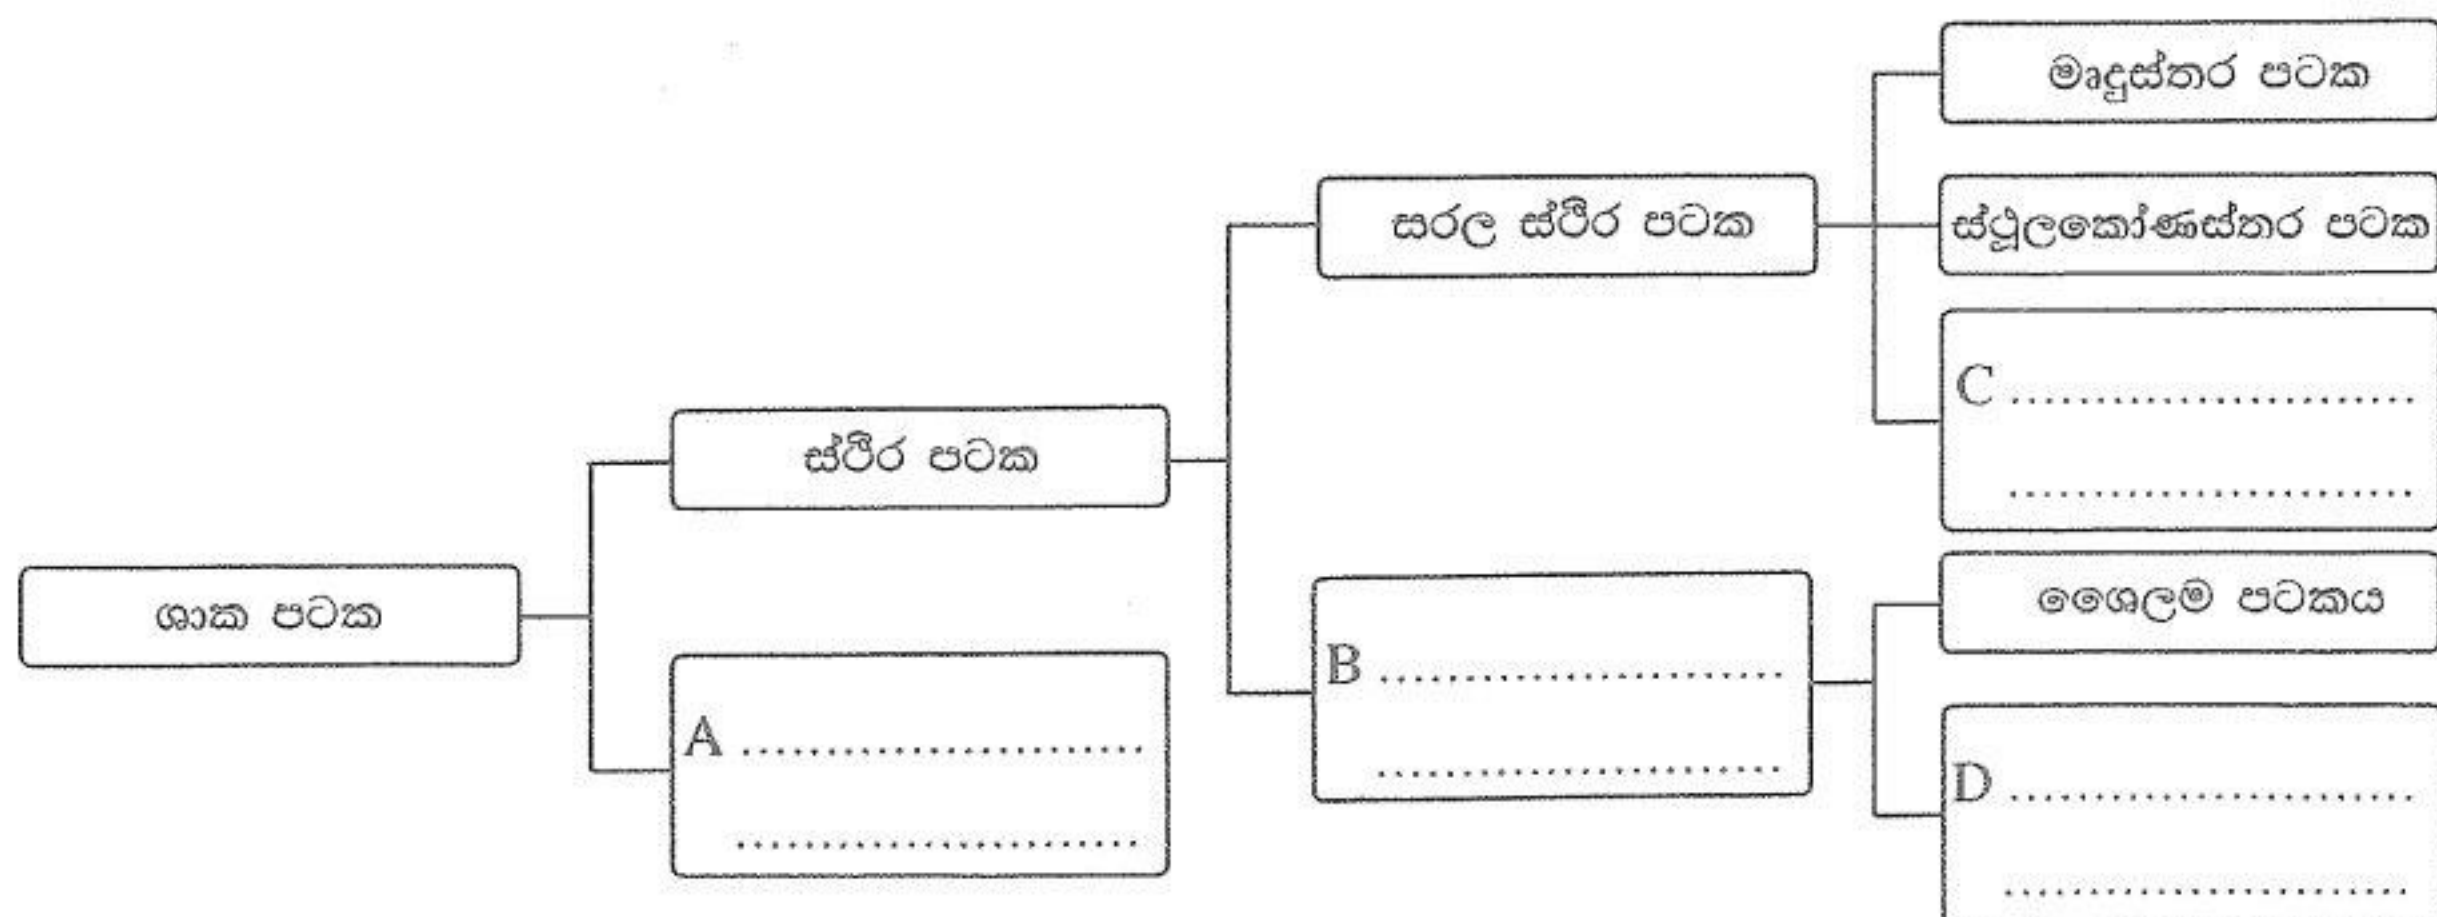 මෘදුස්තර පටක
සරල ස්ථිර පටක
ස්ථූලකෝණස්තර පටක
C ..............................
..............................
ස්ථිර පටක
ශාක පටක
ශෛලම පටකය
B ..............................
..............................
A ..............................
..............................
D ..............................
..............................